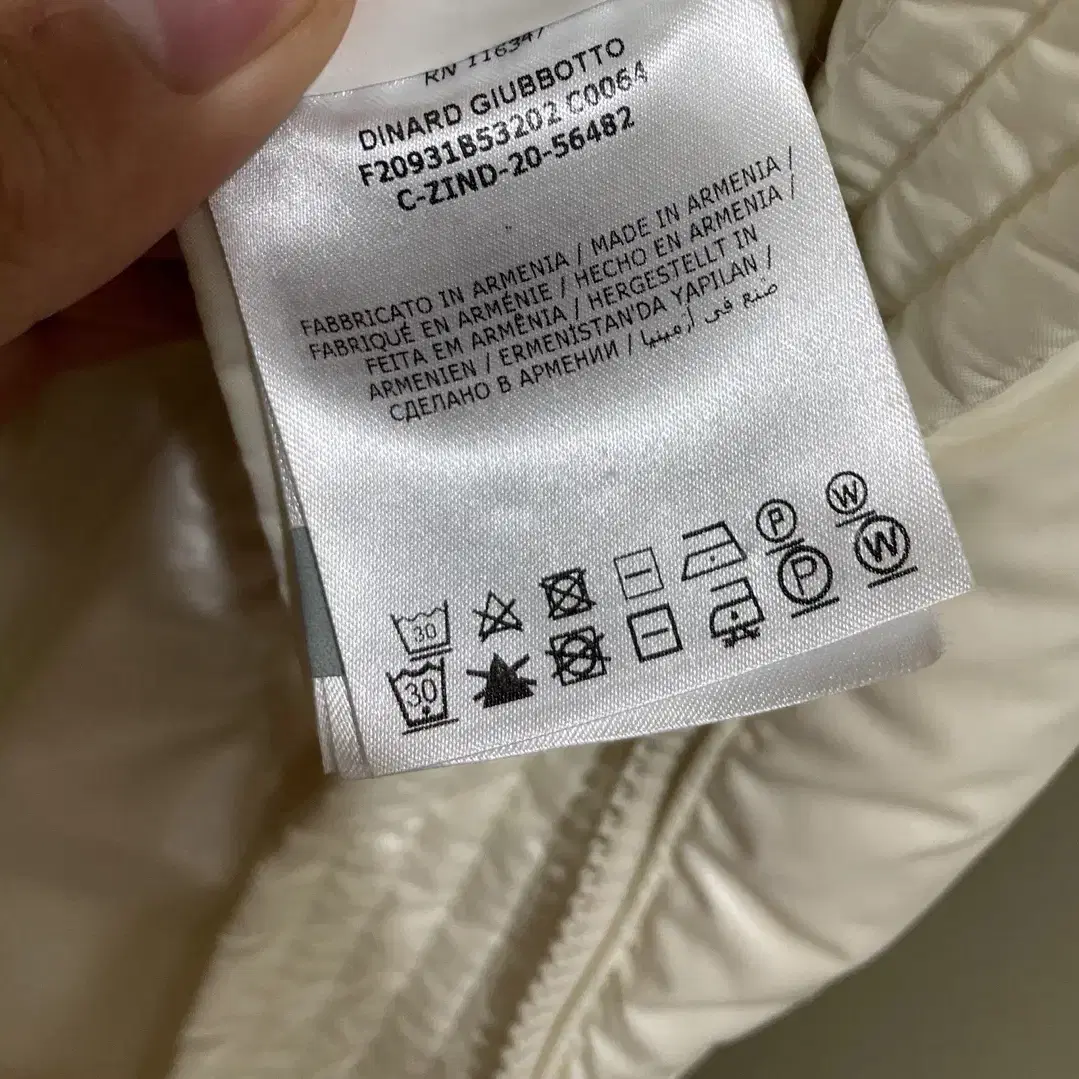 RN 116347
DINARD GIUBBOTTO
F20931B53202 C0064
C-ZIND-20-56482
FABBRICATO IN ARMENIA / MADE IN ARMENIA /
FABRIQUÉ EN ARMÉNIE / HECHO EN ARMENIA /
FEITA EM ARMÊNIA / HERGESTELLT IN
ARMENIEN / ERMENİSTAN'DA YAPILAN /
СДЕЛАНО В АРМЕНИИ / صنع في أرمينيا
30 P W
30 P W